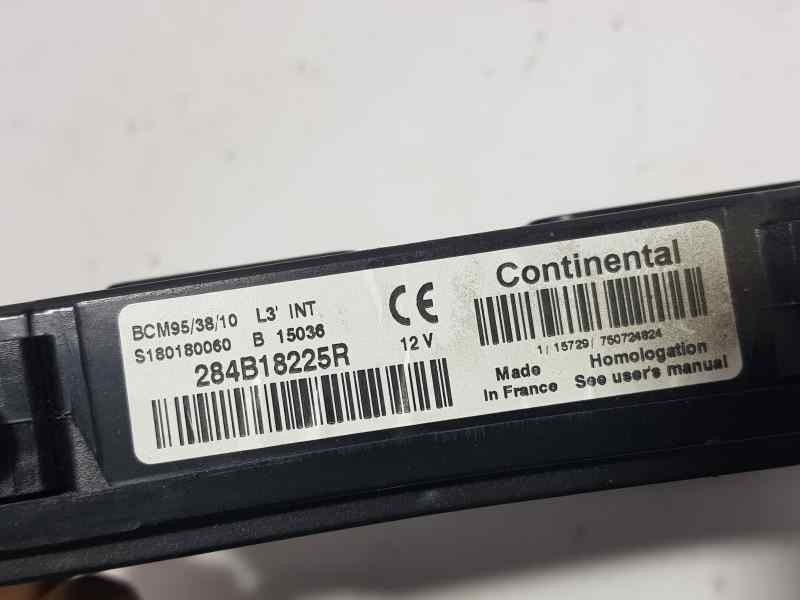 BCM95/38/10 L3' INT
S180180060 B 15036
284B18225R
CE
12 V
Continental
1/ 15729/ 750724824
Made
In France
Homologation
See user's manual